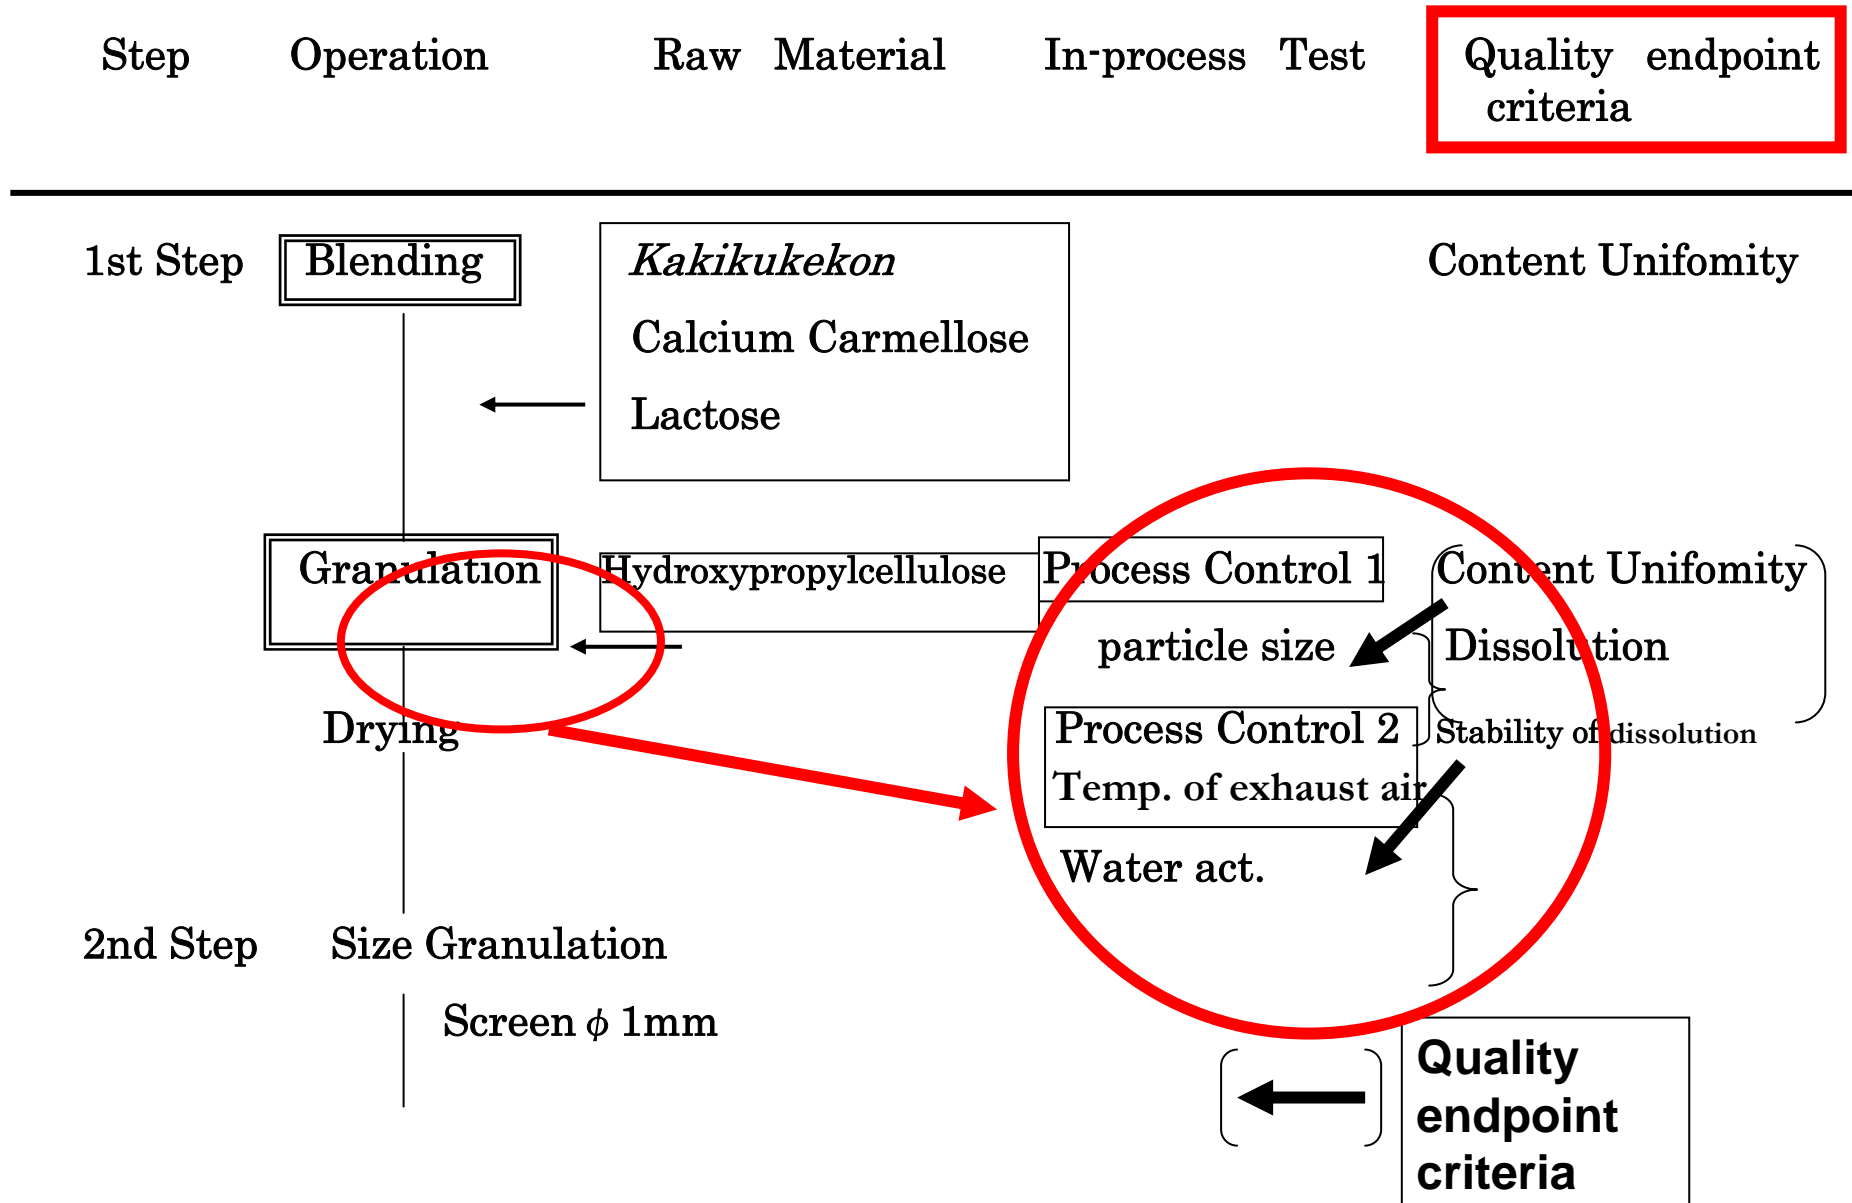 Step Operation Raw Material In-process Test Quality endpoint
criteria
1st Step Blending Kakikukekon Content Unifomity
Calcium Carmellose
Lactose
Granulation Hydroxypropylcellulose Process Control 1 Content Unifomity
particle size Dissolution
Drying Process Control 2 Stability of dissolution
Temp. of exhaust air
Water act.
2nd Step Size Granulation
Screen φ 1mm
Quality
endpoint
criteria